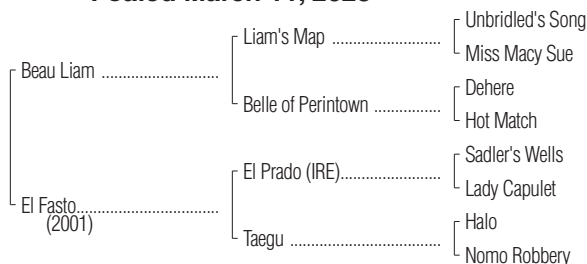 Foaled March 11, 2023
Unbridled's Song
Liam's Map
Miss Macy Sue
Beau Liam
Dehere
Belle of Perintown
Hot Match
Sadler's Wells
El Prado (IRE)
Lady Capulet
El Fasto
(2001)
Halo
Taegu
Nomo Robbery